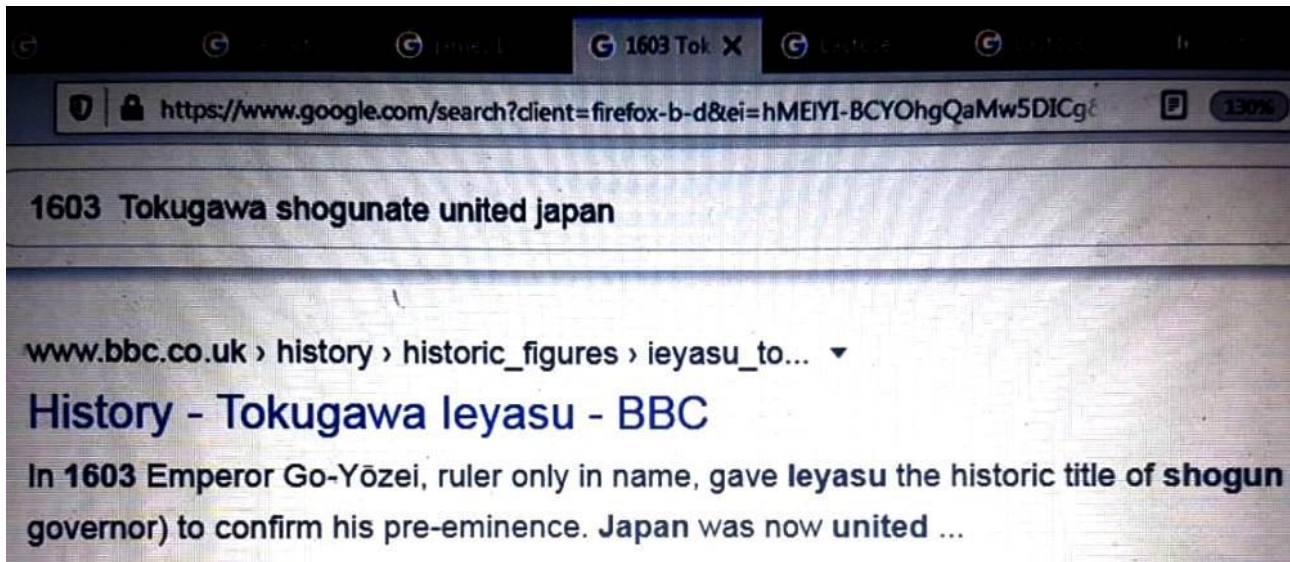 1603 Tok
https://www.google.com/search?client=firefox-b-d&ei=hMEIYI-BCYOhgQaMw5DICg
130%
1603 Tokugawa shogunate united japan
www.bbc.co.uk › history › historic_figures › ieyasu_to...
History - Tokugawa Ieyasu - BBC
In 1603 Emperor Go-Yōzei, ruler only in name, gave Ieyasu the historic title of shogun
governor) to confirm his pre-eminence. Japan was now united ...